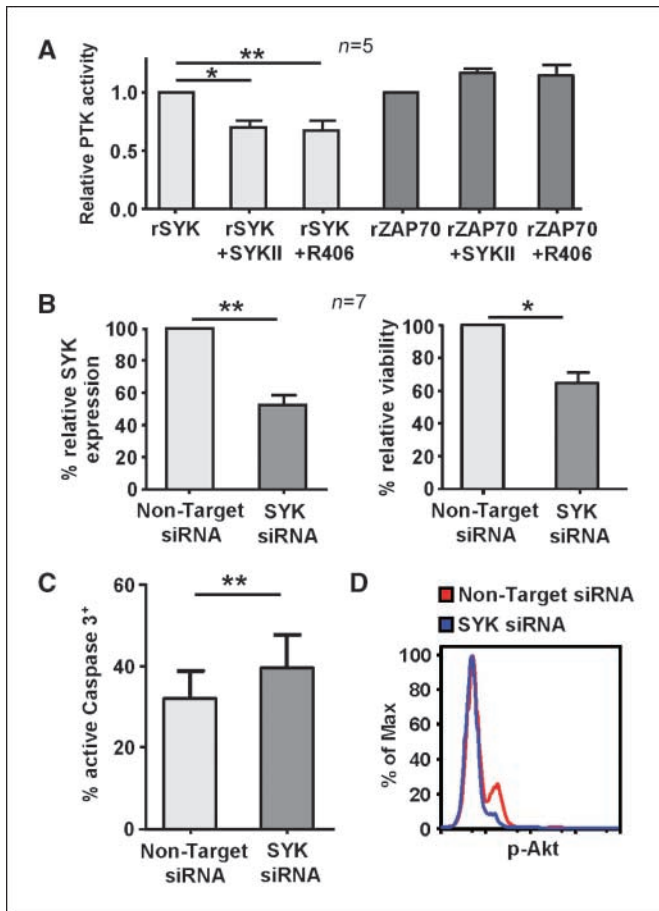 A
Relative PTK activity
1.0
0.5
0.0
n=5
**
*
rSYK
rSYK
+SYKII
rSYK
+R406
rZAP70
rZAP70
+SYKII
rZAP70
+R406
B
n=7
% relative SYK
expression
100
80
60
40
20
0
**
Non-Target
siRNA
SYK
siRNA
% relative viability
100
80
60
40
20
0
*
Non-Target
siRNA
SYK
siRNA
C
% active Caspase 3+
60
40
20
0
**
Non-Target
siRNA
SYK
siRNA
D
Non-Target siRNA
SYK siRNA
% of Max
100
80
60
40
20
0
p-Akt